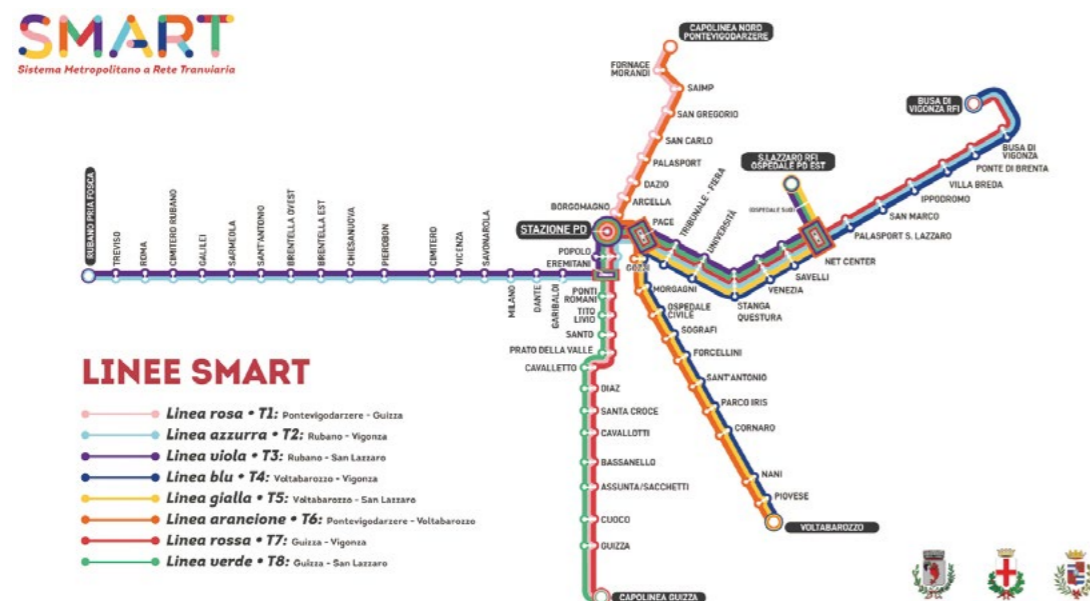 SMART
Sistema Metropolitano a Rete Tranviaria
CAPOLINEA NORD
PONTEVIGODARZERE
FORNACE
MORANDI
SAIMP
SAN GREGORIO
SAN CARLO
PALASPORT
DAZIO
ARCELLA
BORGOMAGNO
STAZIONE PD
PACE
TRIBUNALE - FIERA
UNIVERSITÀ
S.LAZZARO RFI
OSPEDALE PD EST
(OSPEDALE SUD)
BUSA DI
VIGONZA RFI
BUSA DI
VIGONZA
PONTE DI BRENTA
VILLA BREDA
IPPODROMO
SAN MARCO
PALASPORT S. LAZZARO
NET CENTER
SAVELLI
VENEZIA
STANGA
QUESTURA
RUBANO PRIA FOSCA
TREVISO
ROMA
CIMITERO RUBANO
GALILEI
SARMEOLA
SANT'ANTONIO
BRENTELLA OVEST
BRENTELLA EST
CHIESANUOVA
PIEROBON
CIMITERO
VICENZA
SAVONAROLA
MILANO
DANTE
GARIBALDI
POPOLO
EREMITANI
PONTI
ROMANI
TITO
LIVIO
SANTO
PRATO DELLA VALLE
CAVALLETTO
DIAZ
SANTA CROCE
CAVALLOTTI
BASSANELLO
ASSUNTA/SACCHETTI
CUOCO
GUIZZA
CAPOLINEA GUIZZA
GOZZI
MORGAGNI
OSPEDALE
CIVILE
SOGRAFI
FORCELLINI
SANT'ANTONIO
PARCO IRIS
CORNARO
NANI
PIOVESE
VOLTABAROZZO
LINEE SMART
Linea rosa • T1: Pontevigodarzere - Guizza
Linea azzurra • T2: Rubano - Vigonza
Linea viola • T3: Rubano - San Lazzaro
Linea blu • T4: Voltabarozzo - Vigonza
Linea gialla • T5: Voltabarozzo - San Lazzaro
Linea arancione • T6: Pontevigodarzere - Voltabarozzo
Linea rossa • T7: Guizza - Vigonza
Linea verde • T8: Guizza - San Lazzaro